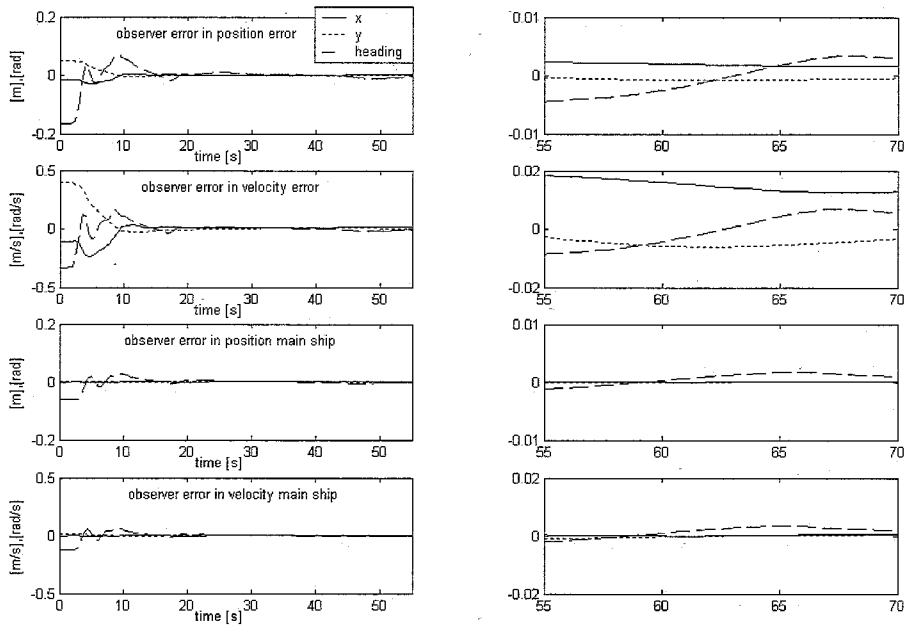 0.2
0
-0.2
[m],[rad]
observer error in position error
x
y
heading
0 10 20 30 40 50
time [s]
0.01
0
-0.01
55 60 65 70
0.5
0
-0.5
[m/s],[rad/s]
observer error in velocity error
0 10 20 30 40 50
time [s]
0.02
0
-0.02
55 60 65 70
0.2
0
-0.2
[m],[rad]
observer error in position main ship
0 10 20 30 40 50
time [s]
0.01
0
-0.01
55 60 65 70
0.5
0
-0.5
[m/s],[rad/s]
observer error in velocity main ship
0 10 20 30 40 50
time [s]
0.02
0
-0.02
55 60 65 70